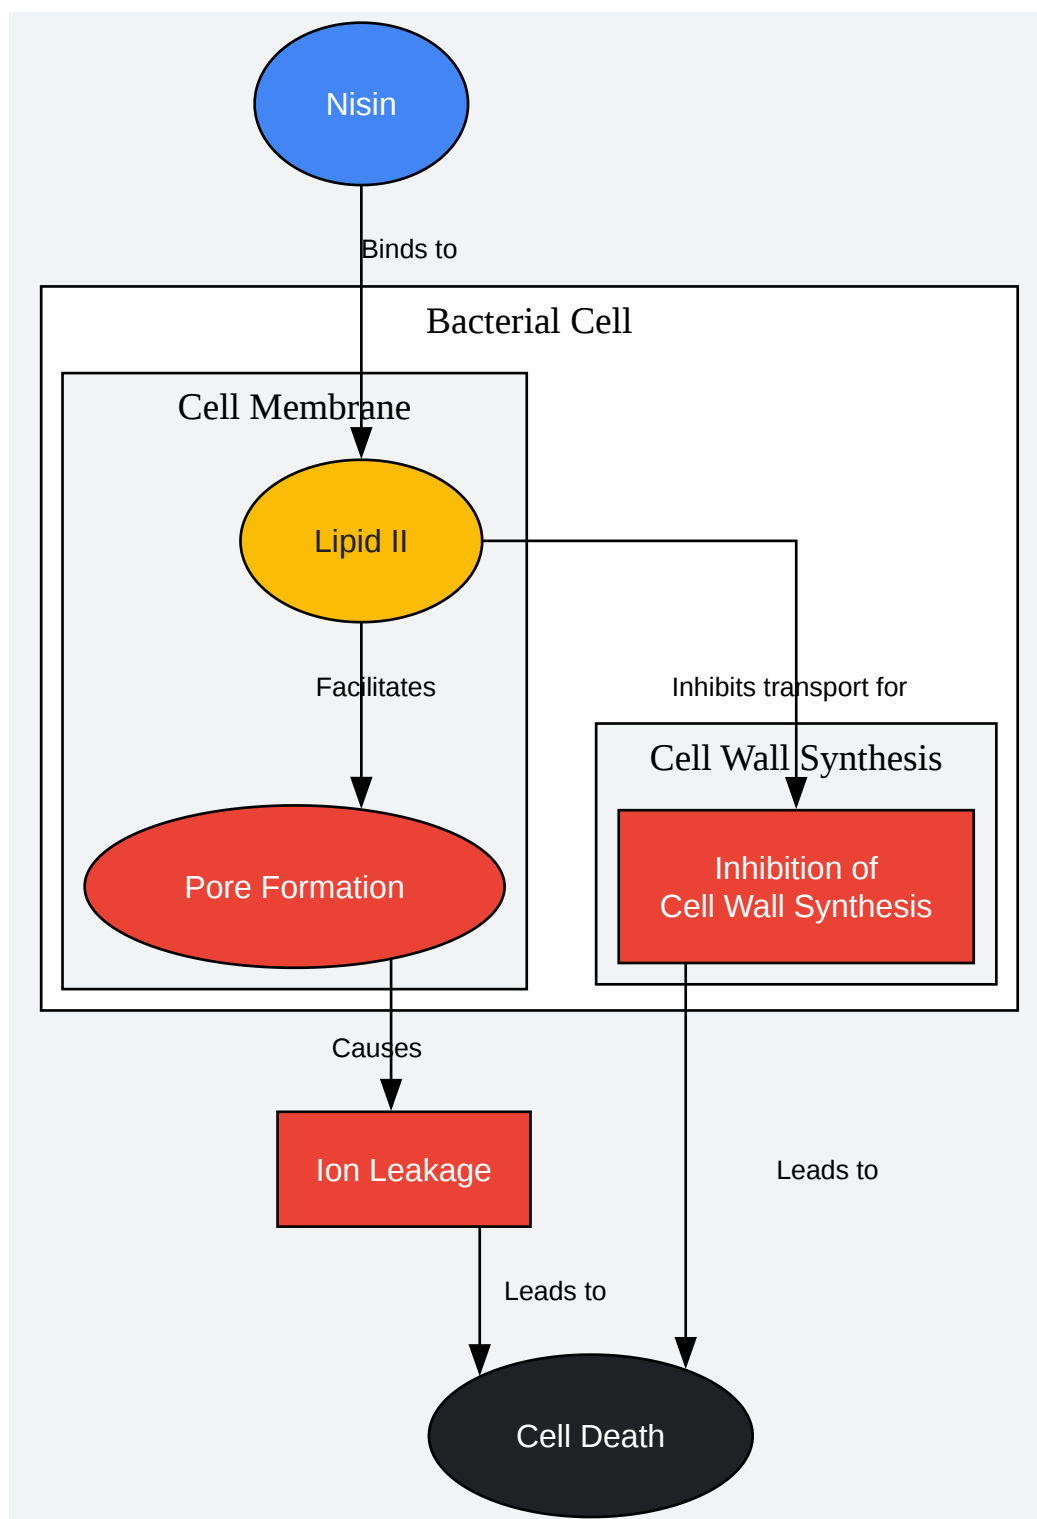 Nisin
Binds to
Bacterial Cell
Cell Membrane
Lipid II
Facilitates
Inhibits transport for
Cell Wall Synthesis
Pore Formation
Inhibition of
Cell Wall Synthesis
Causes
Ion Leakage
Leads to
Leads to
Cell Death